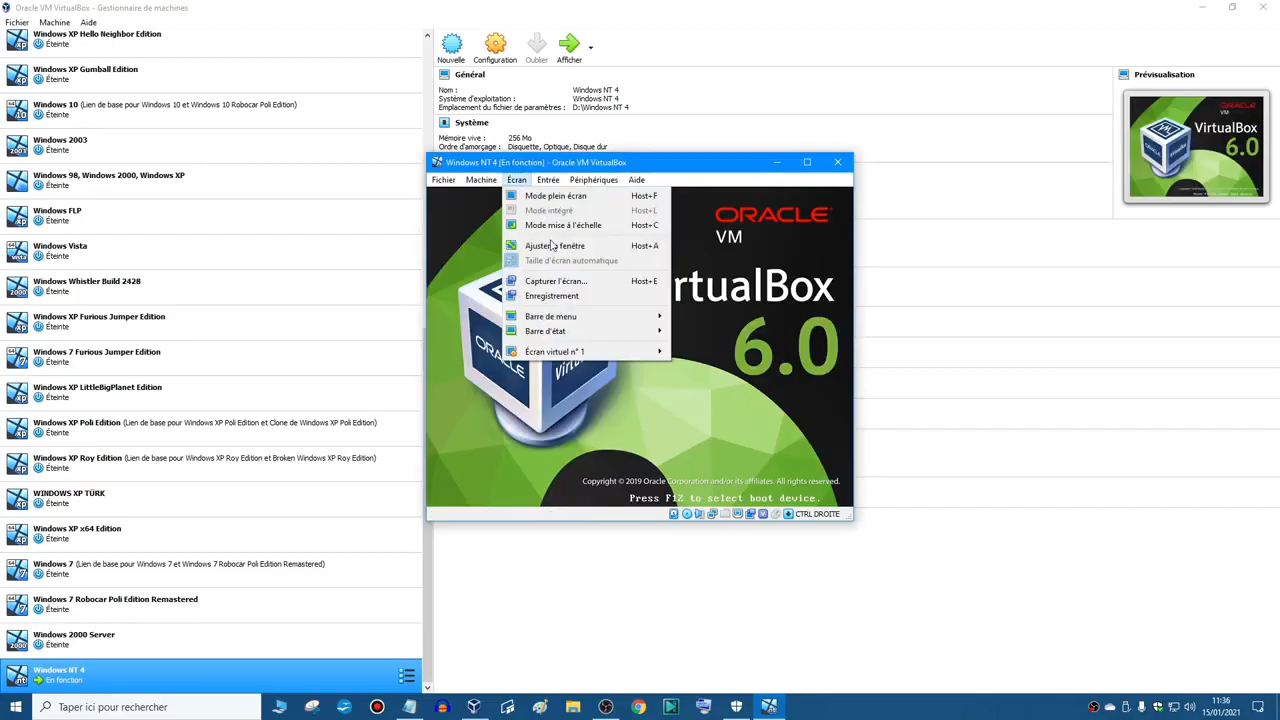 Oracle VM VirtualBox - Gestionnaire de machines
Fichier Machine Aide
Windows XP Hello Neighbor Edition
Éteinte
Windows XP Gumball Edition
Éteinte
Windows 10 (Lien de base pour Windows 10 et Windows 10 Robocar Poli Edition)
Éteinte
Windows 2003
Éteinte
Windows 98, Windows 2000, Windows XP
Éteinte
Windows FLP
Éteinte
Windows Vista
Éteinte
Windows Whistler Build 2428
Éteinte
Windows XP Furious Jumper Edition
Éteinte
Windows 7 Furious Jumper Edition
Éteinte
Windows XP LittleBigPlanet Edition
Éteinte
Windows XP Poli Edition (Lien de base pour Windows XP Poli Edition et Clone de Windows XP Poli Edition)
Éteinte
Windows XP Roy Edition (Lien de base pour Windows XP Roy Edition et Broken Windows XP Roy Edition)
Éteinte
WINDOWS XP TÜRK
Éteinte
Windows XP x64 Edition
Éteinte
Windows 7 (Lien de base pour Windows 7 et Windows 7 Robocar Poli Edition Remastered)
Éteinte
Windows 7 Robocar Poli Edition Remastered
Éteinte
Windows 2000 Server
Éteinte
Windows NT 4
En fonction
Nouvelle Configuration Oublier Afficher
Général
Nom : Windows NT 4
Système d'exploitation : Windows NT 4
Emplacement du fichier de paramètres : D:\Windows NT 4
Système
Mémoire vive : 256 Mo
Ordre d'amorçage : Disquette, Optique, Disque dur
Prévisualisation
ORACLE
VM
VirtualBox
6.0
Windows NT 4 [En fonction] - Oracle VM VirtualBox
Fichier Machine Écran Entrée Périphériques Aide
Mode plein écran Host+F
Mode intégré Host+L
Mode mise à l'échelle Host+C
Ajuster fenêtre Host+A
Taille d'écran automatique
Capturer l'écran... Host+E
Enregistrement
Barre de menu
Barre d'état
Écran virtuel n° 1
ORACLE
VM
rtualBox
6.0
Copyright © 2019 Oracle Corporation and/or its affiliates. All rights reserved.
Press F12 to select boot device.
CTRL DROITE
Taper ici pour rechercher
11:36
15/01/2021